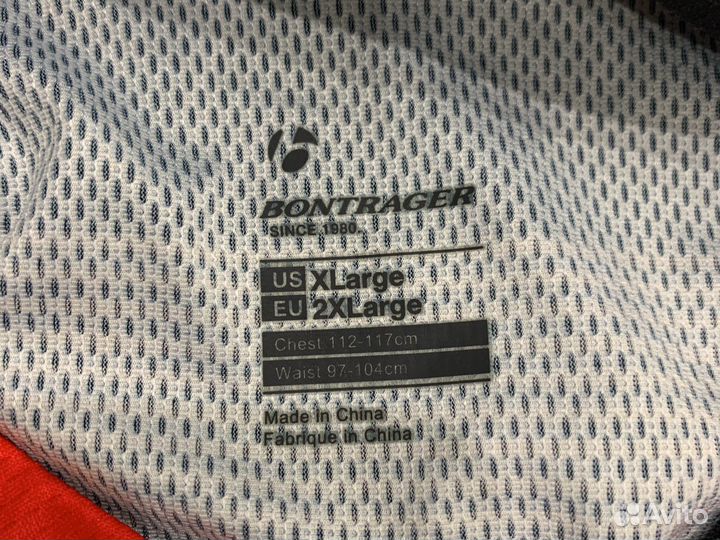 BONTRAGER
SINCE 1980
US XLarge
EU 2XLarge
Chest 112-117cm
Waist 97-104cm
Made in China
Fabrique in China
Avito